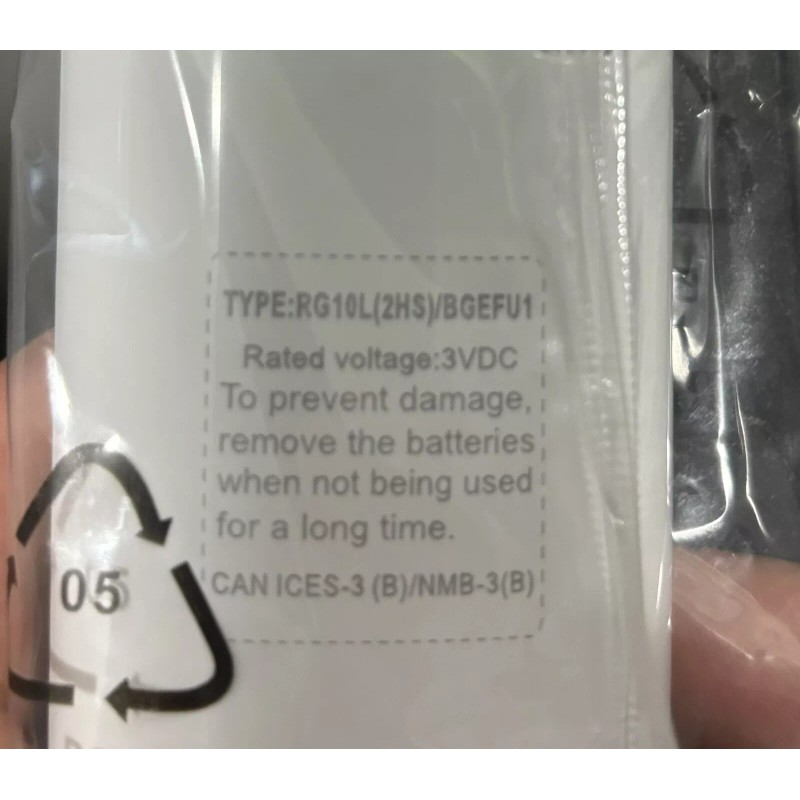 TYPE:RG10L(2HS)/BGEFU1
Rated voltage:3VDC
To prevent damage,
remove the batteries
when not being used
for a long time.
CAN ICES-3 (B)/NMB-3(B)
05